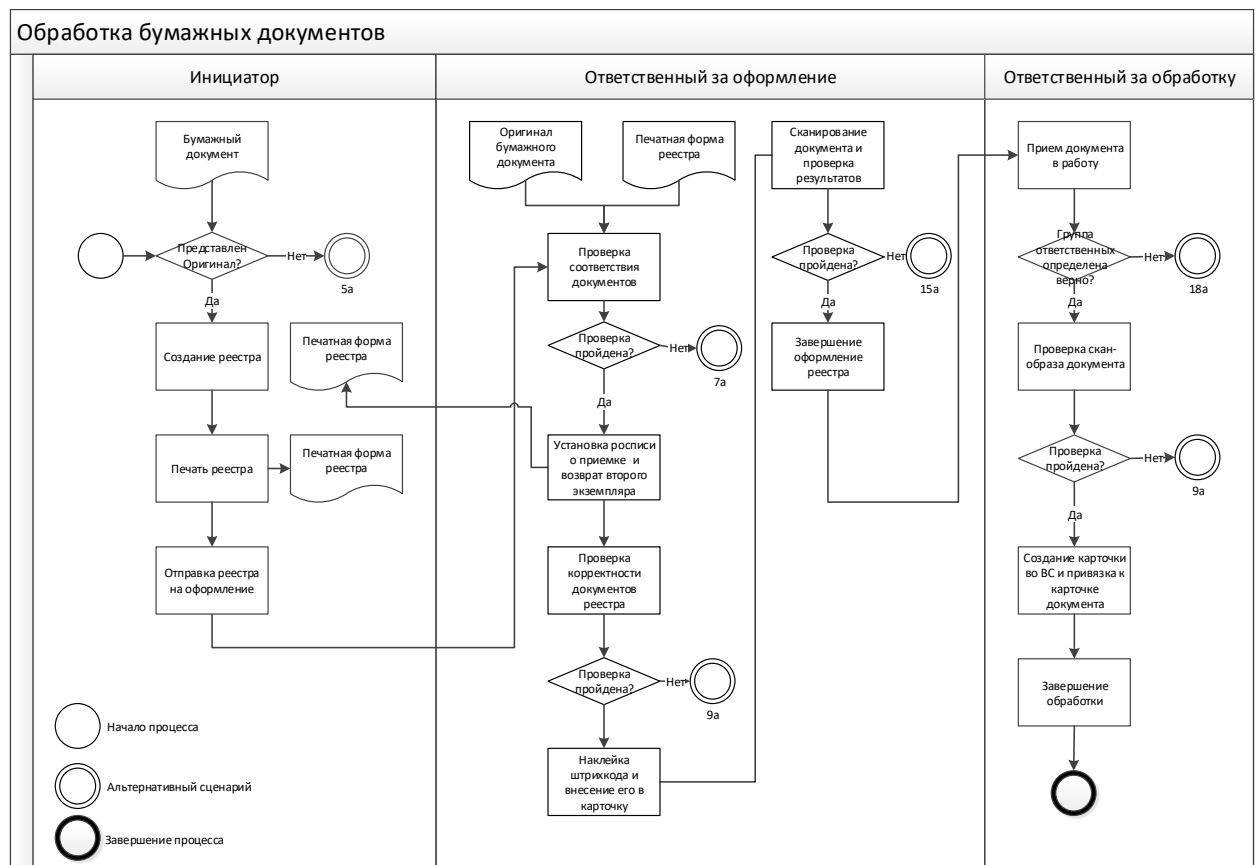 Обработка бумажных документов
Инициатор
Ответственный за оформление
Ответственный за обработку
Бумажный
документ
Представлен
Оригинал?
Нет
5а
Да
Создание реестра
Печатная форма
реестра
Печать реестра
Печатная форма
реестра
Отправка реестра
на оформление
Начало процесса
Альтернативный сценарий
Завершение процесса
Оригинал
бумажного
документа
Печатная форма
реестра
Проверка
соответствия
документов
Проверка
пройдена?
Нет
7а
Да
Установка росписи
о приемке и
возврат второго
экземпляра
Проверка
корректности
документов
реестра
Проверка
пройдена?
Нет
9а
Наклейка
штрихкода и
внесение его в
карточку
Сканирование
документа и
проверка
результатов
Проверка
пройдена?
Нет
15а
Да
Завершение
оформление
реестра
Прием документа
в работу
Группа
ответственных
определена
верно?
Нет
18а
Да
Проверка скан-
образа документа
Проверка
пройдена?
Нет
9а
Да
Создание карточки
во ВС и привязка к
карточке
документа
Завершение
обработки